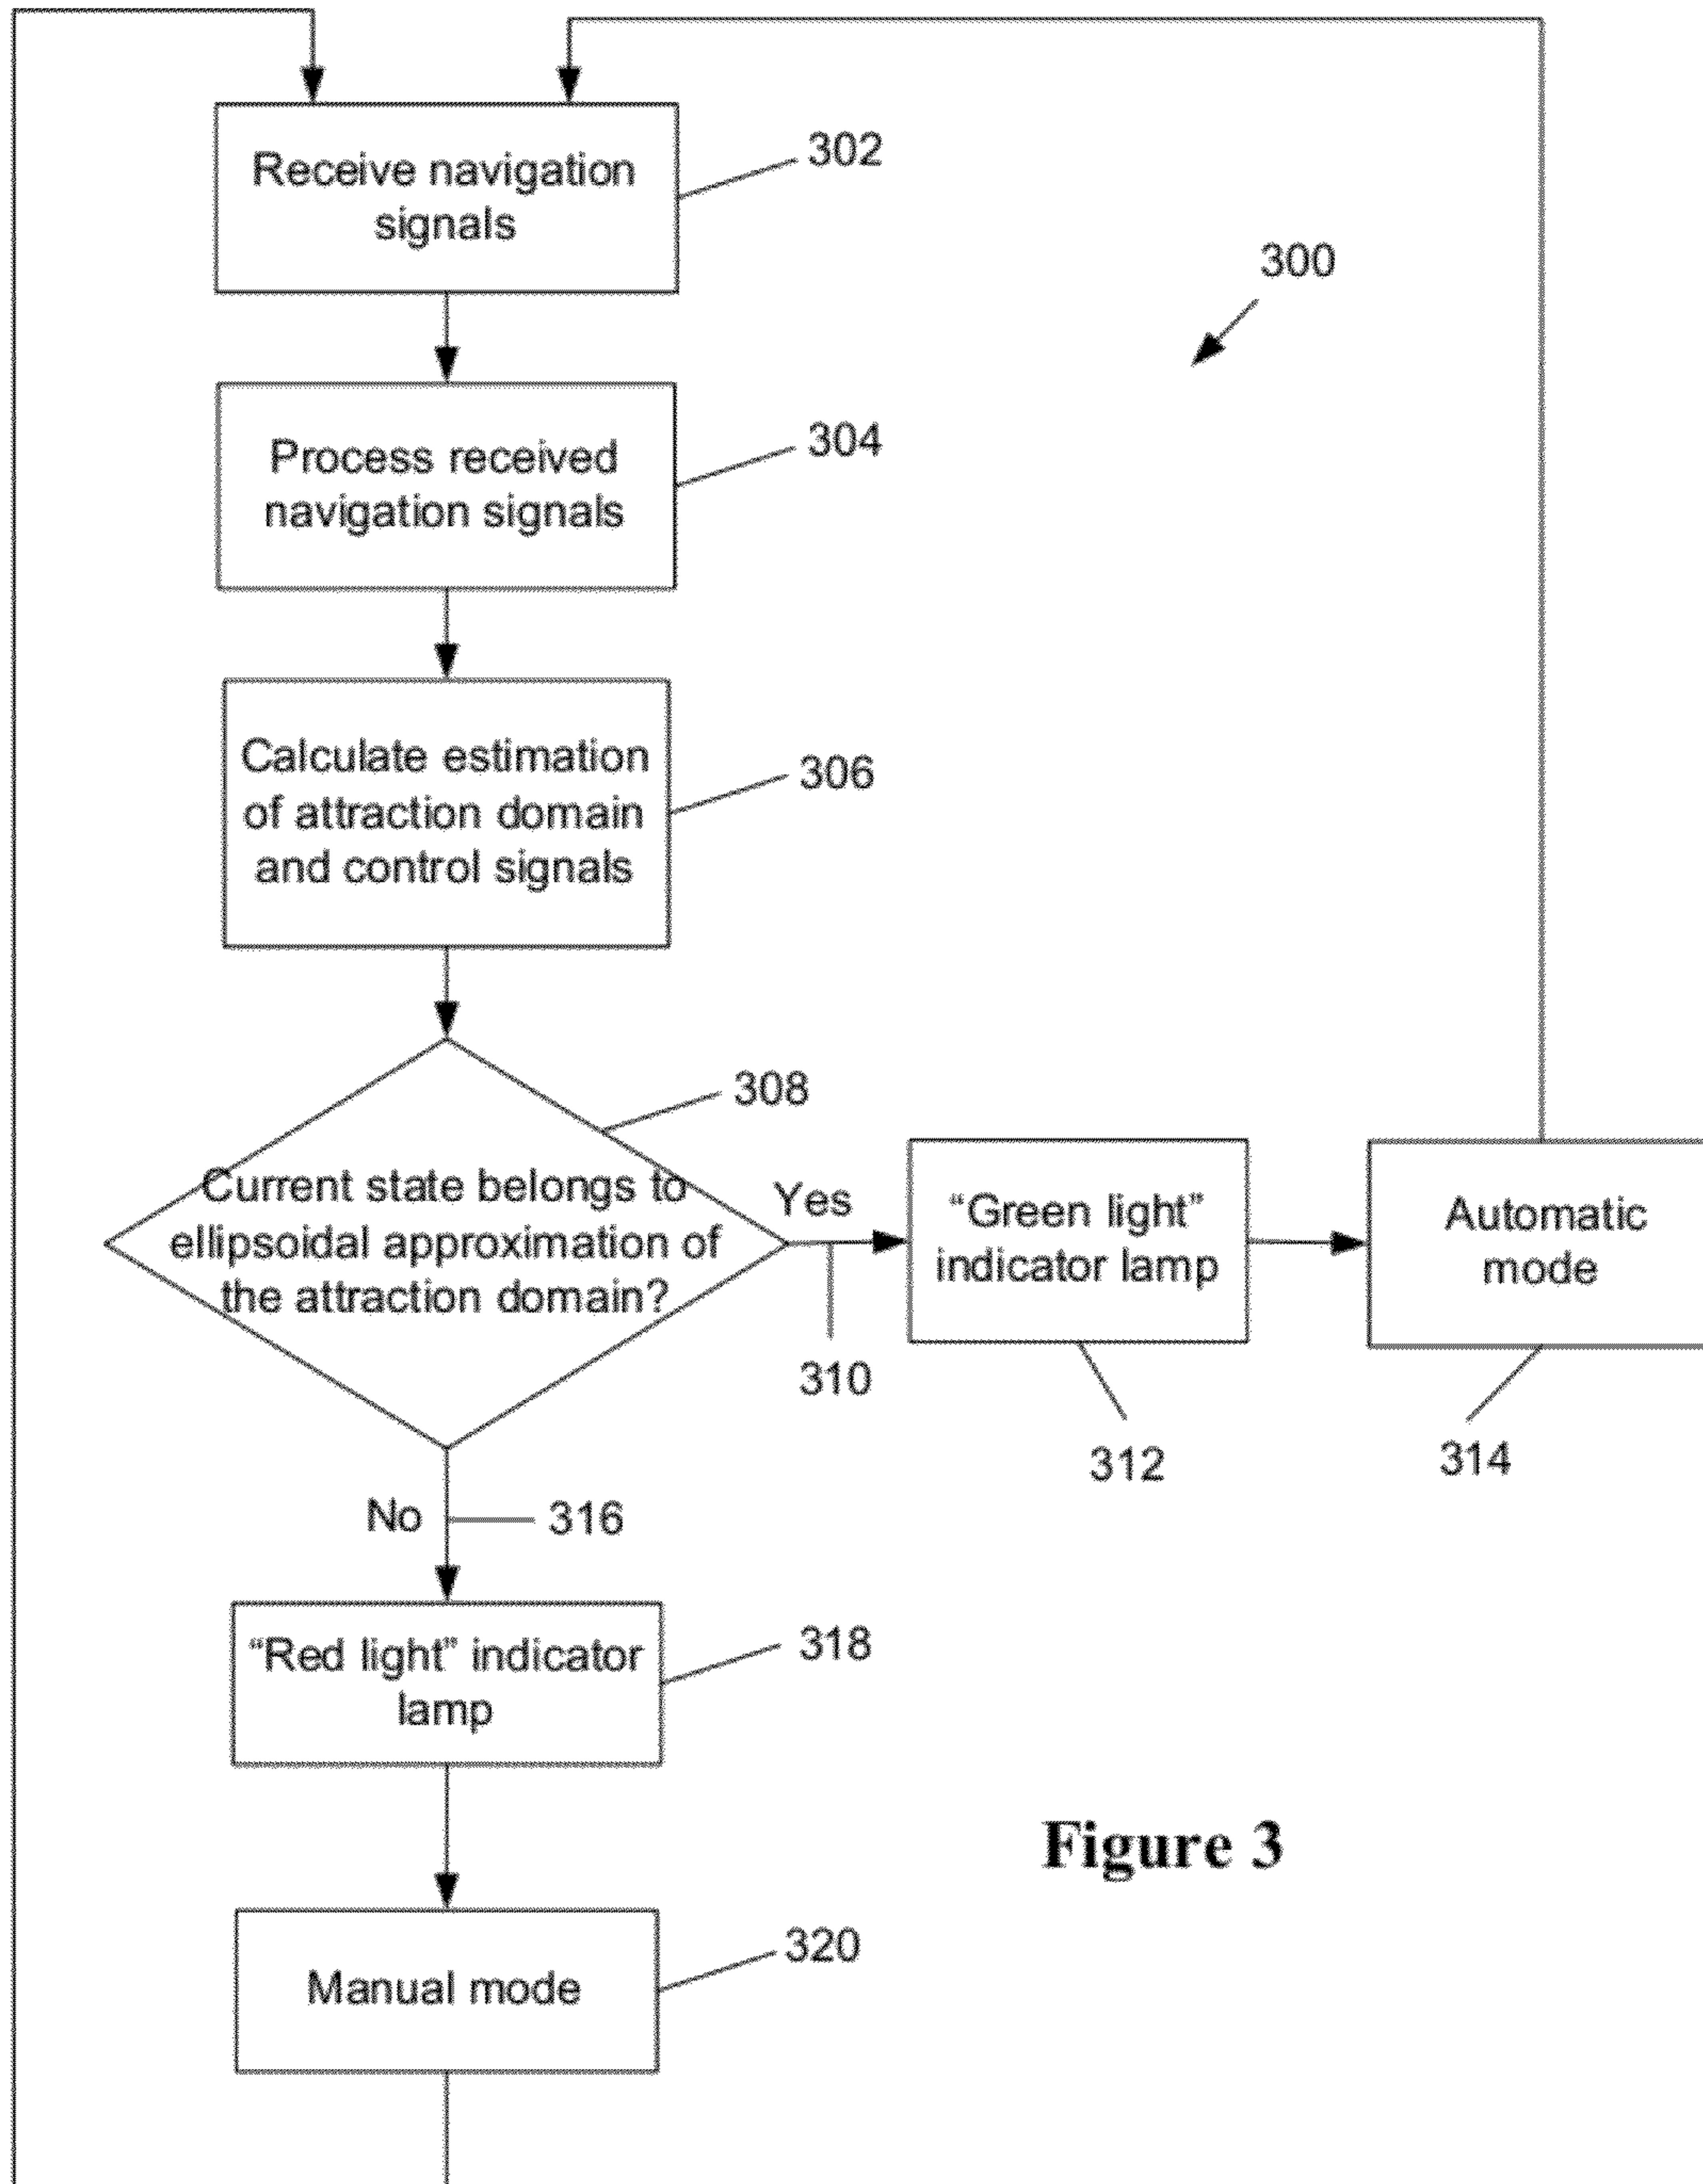 Receive navigation
signals
302
300
Process received
navigation signals
304
Calculate estimation
of attraction domain
and control signals
306
308
Current state belongs to
ellipsoidal approximation of
the attraction domain?
Yes
310
“Green light”
indicator lamp
312
Automatic
mode
314
No
316
“Red light” indicator
lamp
318
Manual mode
320
Figure 3